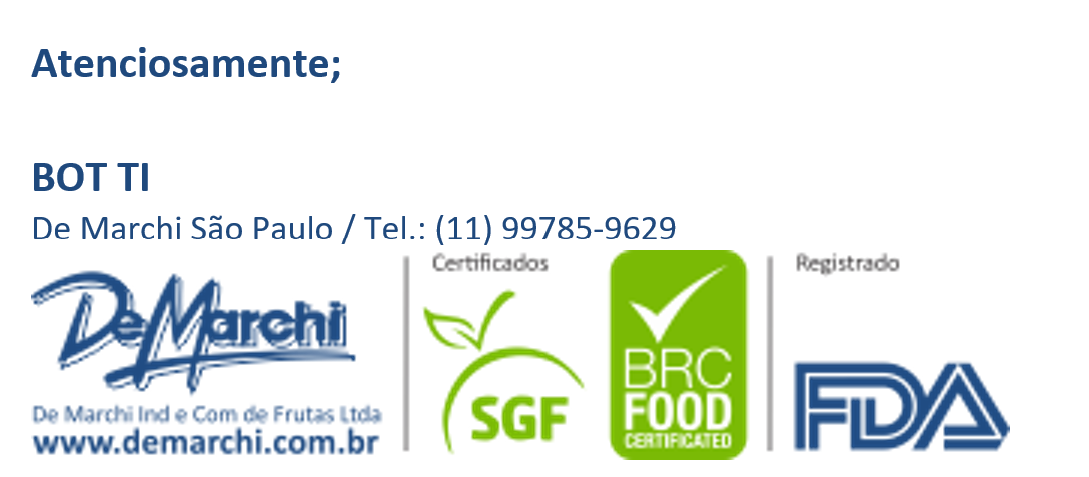 Atenciosamente;
BOT TI
De Marchi São Paulo / Tel.: (11) 99785-9629
DeMarchi
De Marchi Ind e Com de Frutas Ltda
www.demarchi.com.br
Certificados
SGF
BRC
FOOD
CERTIFICATED
Registrado
FDA